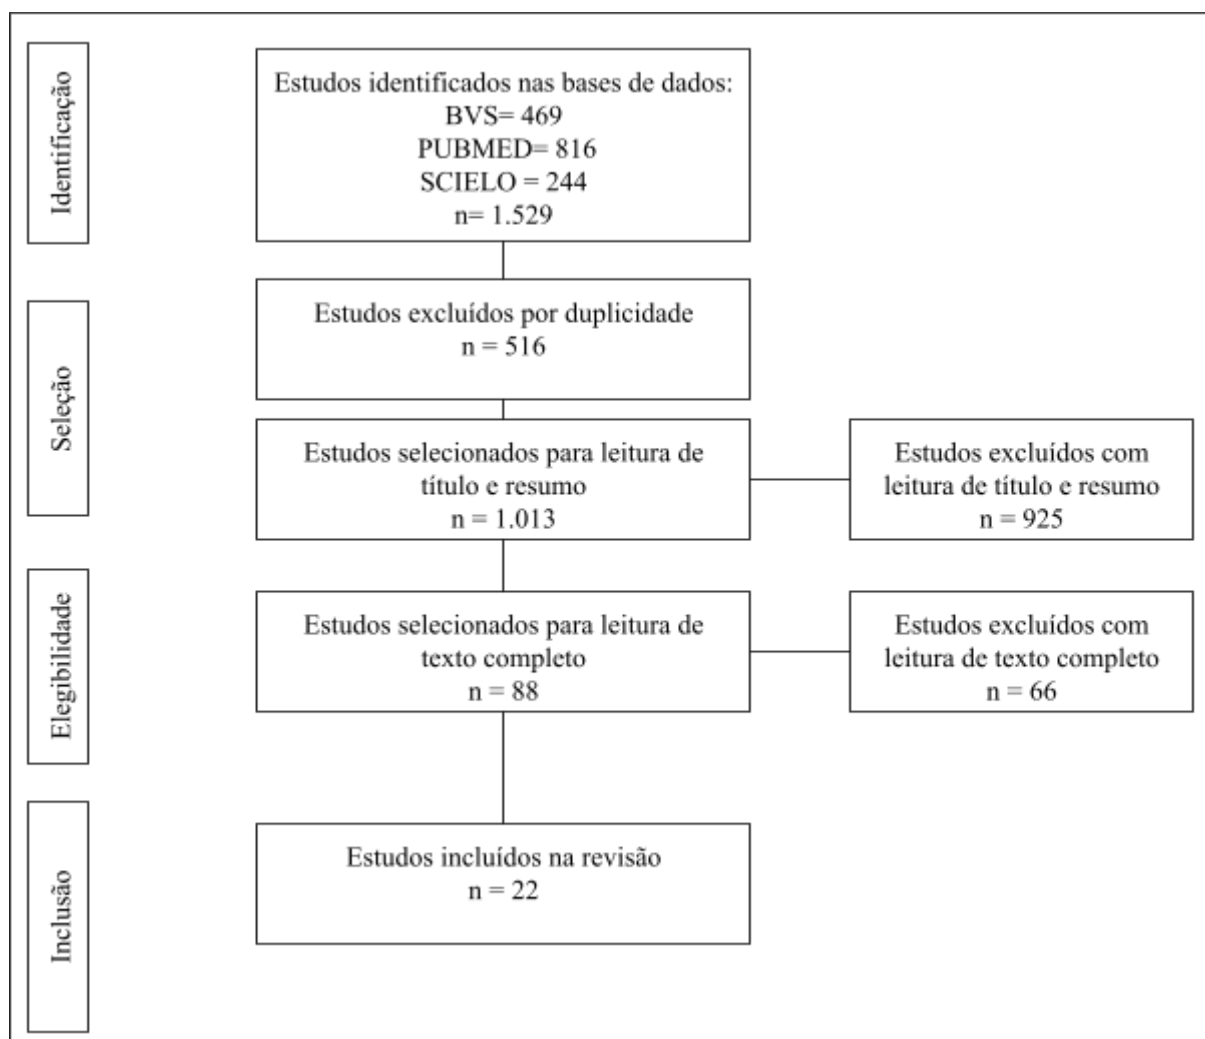 Identificação
Estudos identificados nas bases de dados:
BVS= 469
PUBMED= 816
SCIELO = 244
n= 1.529
Seleção
Estudos excluídos por duplicidade
n = 516
Estudos selecionados para leitura de
título e resumo
n = 1.013
Estudos excluídos com
leitura de título e resumo
n = 925
Elegibilidade
Estudos selecionados para leitura de
texto completo
n = 88
Estudos excluídos com
leitura de texto completo
n = 66
Inclusão
Estudos incluídos na revisão
n = 22